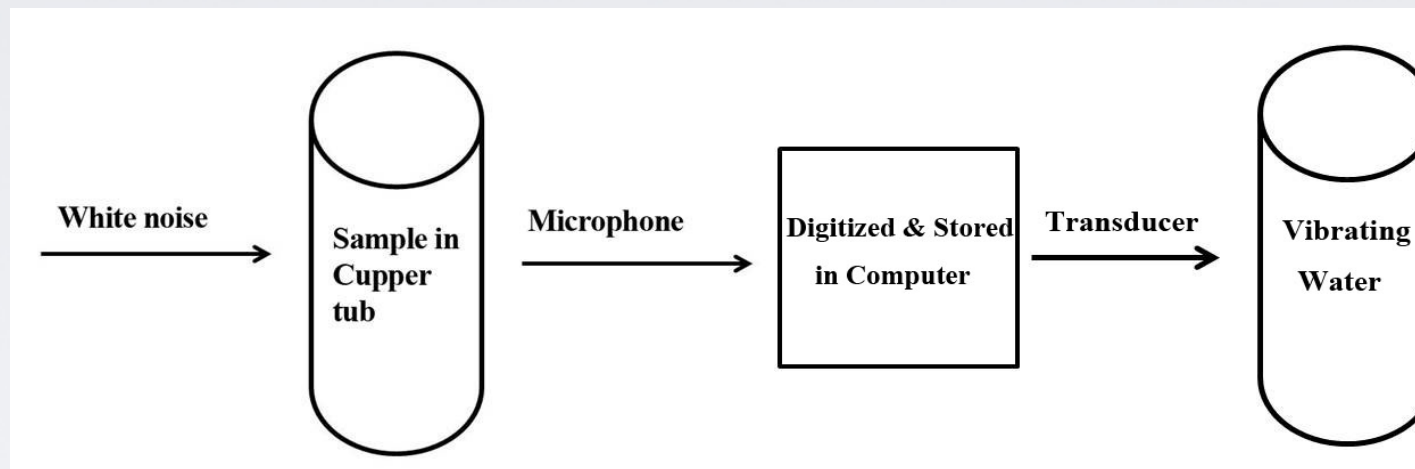 White noise
Sample in
Cupper
tub
Microphone
Digitized & Stored
in Computer
Transducer
Vibrating
Water